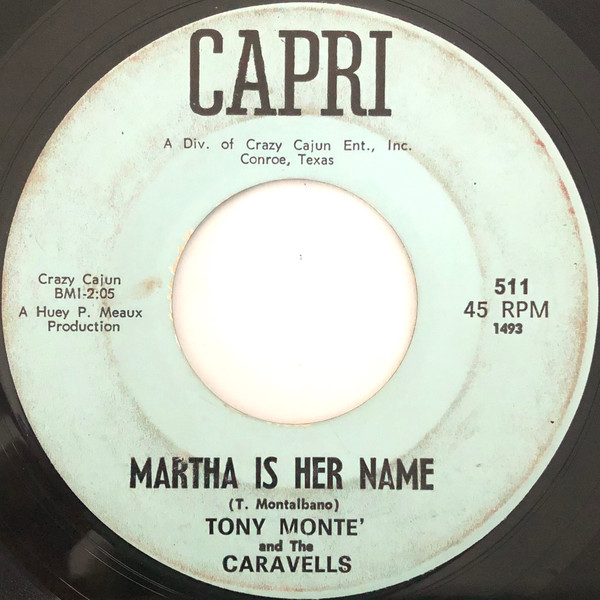 CAPRI
A Div. of Crazy Cajun Ent., Inc.
Conroe, Texas
Crazy Cajun
BMI-2:05
A Huey P. Meaux
Production
511
45 RPM
1493
MARTHA IS HER NAME
(T. Montalbano)
TONY MONTE'
and The
CARAVELLS